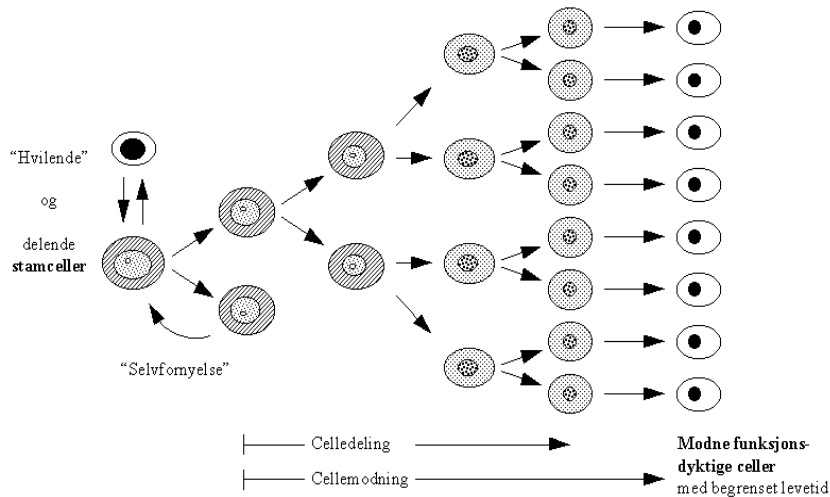 “Hvilende”
og
delende
stamceller
“Selvfornyelse”
Celledeling
Cellemodning
Modne funksjons-
dyktige celler
med begrenset levetid